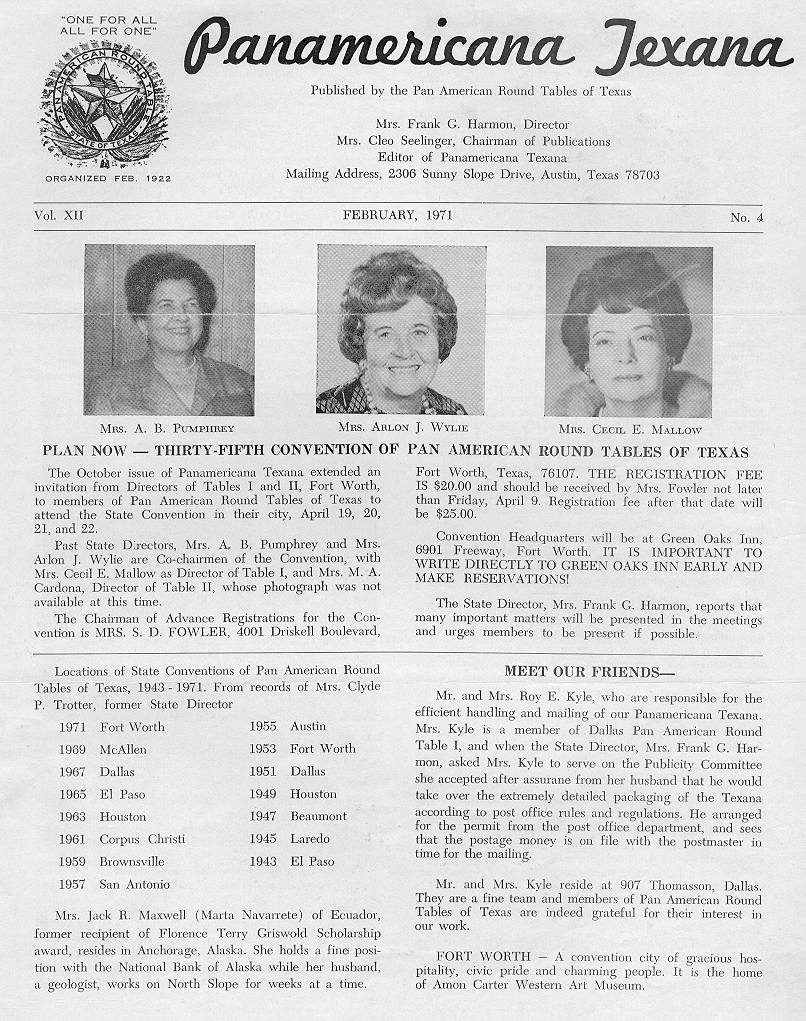 "ONE FOR ALL
ALL FOR ONE"
PAN AMERICAN ROUND TABLE
STATE OF TEXAS
ORGANIZED FEB. 1922
Panamericana Texana
Published by the Pan American Round Tables of Texas
Mrs. Frank G. Harmon, Director
Mrs. Cleo Seelinger, Chairman of Publications
Editor of Panamericana Texana
Mailing Address, 2306 Sunny Slope Drive, Austin, Texas 78703
Vol. XII FEBRUARY, 1971 No. 4
MRS. A. B. PUMPHREY MRS. ARLON J. WYLIE MRS. CECIL E. MALLOW
PLAN NOW — THIRTY-FIFTH CONVENTION OF PAN AMERICAN ROUND TABLES OF TEXAS
The October issue of Panamericana Texana extended an
invitation from Directors of Tables I and II, Fort Worth,
to members of Pan American Round Tables of Texas to
attend the State Convention in their city, April 19, 20,
21, and 22.
Past State Directors, Mrs. A. B. Pumphrey and Mrs.
Arlon J. Wylie are Co-chairmen of the Convention, with
Mrs. Cecil E. Mallow as Director of Table I, and Mrs. M. A.
Cardona, Director of Table II, whose photograph was not
available at this time.
The Chairman of Advance Registrations for the Con-
vention is MRS. S. D. FOWLER, 4001 Driskell Boulevard,
Fort Worth, Texas, 76107. THE REGISTRATION FEE
IS $20.00 and should be received by Mrs. Fowler not later
than Friday, April 9. Registration fee after that date will
be $25.00.
Convention Headquarters will be at Green Oaks Inn,
6901 Freeway, Fort Worth. IT IS IMPORTANT TO
WRITE DIRECTLY TO GREEN OAKS INN EARLY AND
MAKE RESERVATIONS!
The State Director, Mrs. Frank G. Harmon, reports that
many important matters will be presented in the meetings
and urges members to be present if possible.
Locations of State Conventions of Pan American Round
Tables of Texas, 1943 - 1971. From records of Mrs. Clyde
P. Trotter, former State Director
1971 Fort Worth
1969 McAllen
1967 Dallas
1965 El Paso
1963 Houston
1961 Corpus Christi
1959 Brownsville
1957 San Antonio
1955 Austin
1953 Fort Worth
1951 Dallas
1949 Houston
1947 Beaumont
1945 Laredo
1943 El Paso
Mrs. Jack R. Maxwell (Marta Navarrete) of Ecuador,
former recipient of Florence Terry Griswold Scholarship
award, resides in Anchorage, Alaska. She holds a fine posi-
tion with the National Bank of Alaska while her husband,
a geologist, works on North Slope for weeks at a time.
MEET OUR FRIENDS—
Mr. and Mrs. Roy E. Kyle, who are responsible for the
efficient handling and mailing of our Panamericana Texana.
Mrs. Kyle is a member of Dallas Pan American Round
Table I, and when the State Director, Mrs. Frank G. Har-
mon, asked Mrs. Kyle to serve on the Publicity Committee
she accepted after assurane from her husband that he would
take over the extremely detailed packaging of the Texana
according to post office rules and regulations. He arranged
for the permit from the post office department, and sees
that the postage money is on file with the postmaster in
time for the mailing.
Mr. and Mrs. Kyle reside at 907 Thomasson, Dallas.
They are a fine team and members of Pan American Round
Tables of Texas are indeed grateful for their interest in
our work.
FORT WORTH — A convention city of gracious hos-
pitality, civic pride and charming people. It is the home
of Amon Carter Western Art Museum.